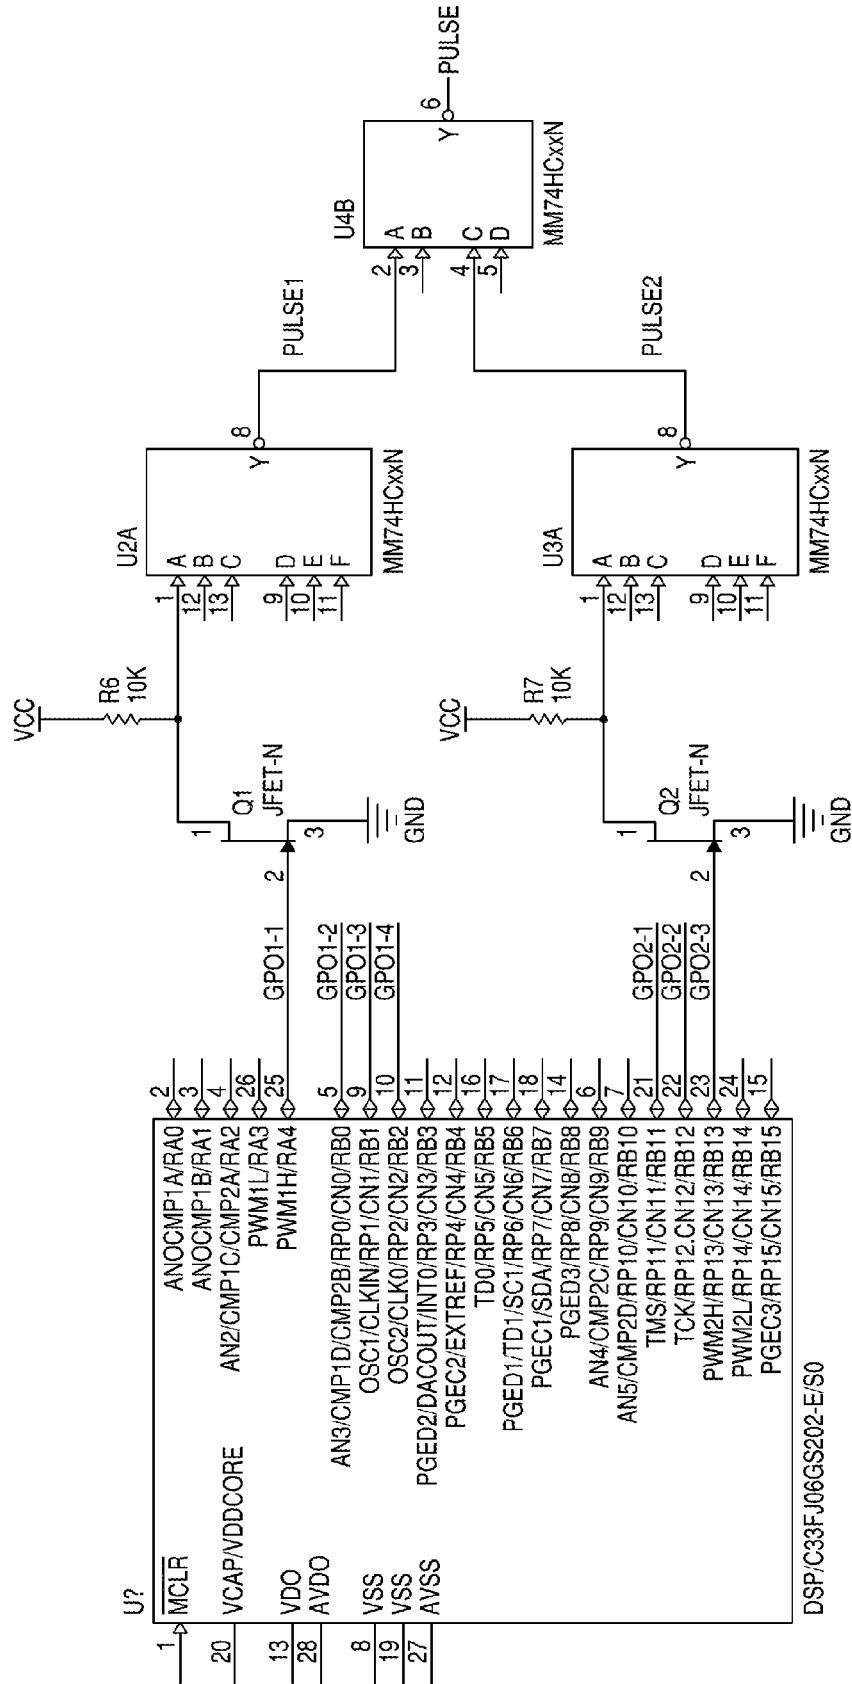 U?
MCLR
1
VCAP/VDDCORE
20
VDO
13
AVDO
28
VSS
8
VSS
19
AVSS
27
ANOCMP1A/RA0
2
ANOCMP1B/RA1
3
AN2/CMP1C/CMP2A/RA2
4
PWM1L/RA3
26
PWM1H/RA4
25
AN3/CMP1D/CMP2B/RP0/CN0/RB0
5
OSC1/CLKIN/RP1/CN1/RB1
9
OSC2/CLK0/RP2/CN2/RB2
10
PGED2/DACOUT/INT0/RP3/CN3/RB3
11
PGEC2/EXTREF/RP4/CN4/RB4
12
TD0/RP5/CN5/RB5
16
PGED1/TD1/SC1/RP6/CN6/RB6
17
PGEC1/SDA/RP7/CN7/RB7
18
PGED3/RP8/CN8/RB8
14
AN4/CMP2C/RP9/CN9/RB9
6
AN5/CMP2D/RP10/CN10/RB10
7
TMS/RP11/CN11/RB11
21
TCK/RP12.CN12/RB12
22
PWM2H/RP13/CN13/RB13
23
PWM2L/RP14/CN14/RB14
24
PGEC3/RP15/CN15/RB15
15
DSP/C33FJ06GS202-E/S0
GPO1-1
GPO1-2
GPO1-3
GPO1-4
GPO2-1
GPO2-2
GPO2-3
VCC
R6
10K
Q1
JFET-N
1
2
3
GND
VCC
R7
10K
Q2
JFET-N
1
2
3
GND
U2A
1
A
12
B
13
C
9
D
10
E
11
F
Y
8
MM74HCxxN
U3A
1
A
12
B
13
C
9
D
10
E
11
F
Y
8
MM74HCxxN
PULSE1
PULSE2
U4B
2
A
3
B
4
C
5
D
Y
6
PULSE
MM74HCxxN